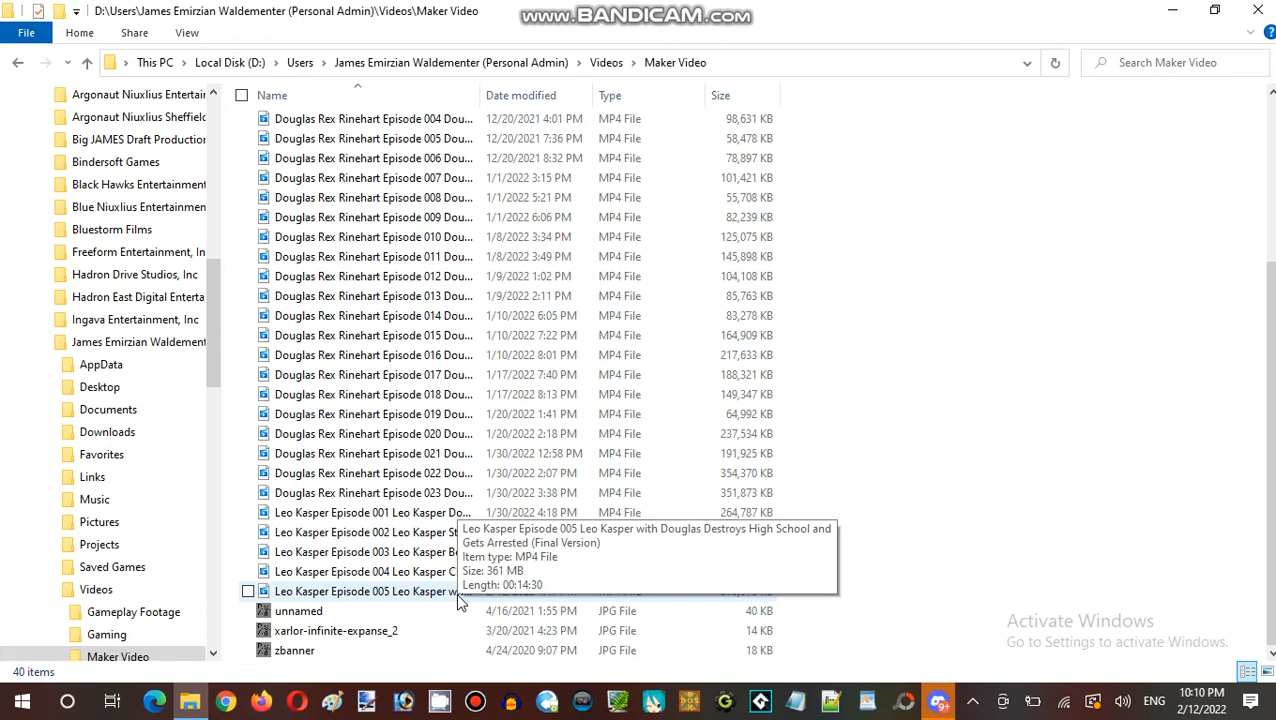 D:\Users\James Emirzian Waldementer (Personal Admin)\Videos\Maker Video
www.BANDICAM.com
File Home Share View
This PC Local Disk (D:) Users James Emirzian Waldementer (Personal Admin) Videos Maker Video
Search Maker Video
Name Date modified Type Size
Argonaut Niuxlius Entertain
Argonaut Niuxlius Sheffield
Big JAMES Draft Production
Bindersoft Games
Black Hawks Entertainment
Blue Niuxlius Entertainmen
Bluestorm Films
Freeform Entertainment, In
Hadron Drive Studios, Inc
Hadron East Digital Enterta
Ingava Entertainment, Inc
James Emirzian Waldement
AppData
Desktop
Documents
Downloads
Favorites
Links
Music
Pictures
Projects
Saved Games
Videos
Gameplay Footage
Gaming
Maker Video
Douglas Rex Rinehart Episode 004 Dou... 12/20/2021 4:01 PM MP4 File 98,631 KB
Douglas Rex Rinehart Episode 005 Dou... 12/20/2021 7:36 PM MP4 File 58,478 KB
Douglas Rex Rinehart Episode 006 Dou... 12/20/2021 8:32 PM MP4 File 78,897 KB
Douglas Rex Rinehart Episode 007 Dou... 1/1/2022 3:15 PM MP4 File 101,421 KB
Douglas Rex Rinehart Episode 008 Dou... 1/1/2022 5:21 PM MP4 File 55,708 KB
Douglas Rex Rinehart Episode 009 Dou... 1/1/2022 6:06 PM MP4 File 82,239 KB
Douglas Rex Rinehart Episode 010 Dou... 1/8/2022 3:34 PM MP4 File 125,075 KB
Douglas Rex Rinehart Episode 011 Dou... 1/8/2022 3:49 PM MP4 File 145,898 KB
Douglas Rex Rinehart Episode 012 Dou... 1/9/2022 1:02 PM MP4 File 104,108 KB
Douglas Rex Rinehart Episode 013 Dou... 1/9/2022 2:11 PM MP4 File 85,763 KB
Douglas Rex Rinehart Episode 014 Dou... 1/10/2022 6:05 PM MP4 File 83,278 KB
Douglas Rex Rinehart Episode 015 Dou... 1/10/2022 7:22 PM MP4 File 164,909 KB
Douglas Rex Rinehart Episode 016 Dou... 1/10/2022 8:01 PM MP4 File 217,633 KB
Douglas Rex Rinehart Episode 017 Dou... 1/17/2022 7:40 PM MP4 File 188,321 KB
Douglas Rex Rinehart Episode 018 Dou... 1/17/2022 8:13 PM MP4 File 149,347 KB
Douglas Rex Rinehart Episode 019 Dou... 1/20/2022 1:41 PM MP4 File 64,992 KB
Douglas Rex Rinehart Episode 020 Dou... 1/20/2022 2:18 PM MP4 File 237,534 KB
Douglas Rex Rinehart Episode 021 Dou... 1/30/2022 12:58 PM MP4 File 191,925 KB
Douglas Rex Rinehart Episode 022 Dou... 1/30/2022 2:07 PM MP4 File 354,370 KB
Douglas Rex Rinehart Episode 023 Dou... 1/30/2022 3:38 PM MP4 File 351,873 KB
Leo Kasper Episode 001 Leo Kasper Do... 1/30/2022 4:18 PM MP4 File 264,787 KB
Leo Kasper Episode 002 Leo Kasper St
Leo Kasper Episode 003 Leo Kasper Be
Leo Kasper Episode 004 Leo Kasper C
Leo Kasper Episode 005 Leo Kasper w...
unnamed 4/16/2021 1:55 PM JPG File 40 KB
xarlor-infinite-expanse_2 3/20/2021 4:23 PM JPG File 14 KB
zbanner 4/24/2020 9:07 PM JPG File 18 KB
Leo Kasper Episode 005 Leo Kasper with Douglas Destroys High School and
Gets Arrested (Final Version)
Item type: MP4 File
Size: 361 MB
Length: 00:14:30
Activate Windows
Go to Settings to activate Windows.
40 items
ENG
10:10 PM
2/12/2022